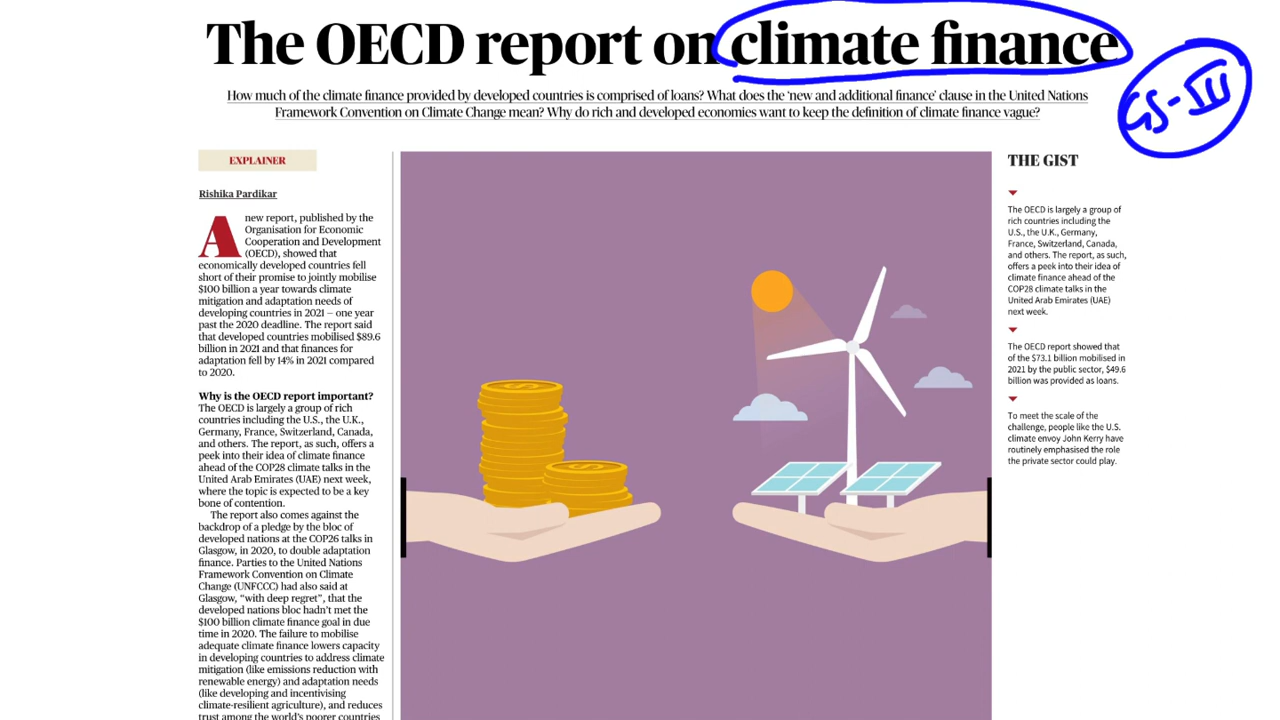 The OECD report on climate finance
How much of the climate finance provided by developed countries is comprised of loans? What does the ‘new and additional finance’ clause in the United Nations
Framework Convention on Climate Change mean? Why do rich and developed economies want to keep the definition of climate finance vague?
GS-III
EXPLAINER
Rishika Pardikar
A new report, published by the
Organisation for Economic
Cooperation and Development
(OECD), showed that
economically developed countries fell
short of their promise to jointly mobilise
$100 billion a year towards climate
mitigation and adaptation needs of
developing countries in 2021 — one year
past the 2020 deadline. The report said
that developed countries mobilised $89.6
billion in 2021 and that finances for
adaptation fell by 14% in 2021 compared
to 2020.
Why is the OECD report important?
The OECD is largely a group of rich
countries including the U.S., the U.K.,
Germany, France, Switzerland, Canada,
and others. The report, as such, offers a
peek into their idea of climate finance
ahead of the COP28 climate talks in the
United Arab Emirates (UAE) next week,
where the topic is expected to be a key
bone of contention.
The report also comes against the
backdrop of a pledge by the bloc of
developed nations at the COP26 talks in
Glasgow, in 2020, to double adaptation
finance. Parties to the United Nations
Framework Convention on Climate
Change (UNFCCC) had also said at
Glasgow, “with deep regret”, that the
developed nations bloc hadn’t met the
$100 billion climate finance goal in due
time in 2020. The failure to mobilise
adequate climate finance lowers capacity
in developing countries to address climate
mitigation (like emissions reduction with
renewable energy) and adaptation needs
(like developing and incentivising
climate-resilient agriculture), and reduces
trust among the world’s poorer countries
THE GIST
The OECD is largely a group of
rich countries including the
U.S., the U.K., Germany,
France, Switzerland, Canada,
and others. The report, as such,
offers a peek into their idea of
climate finance ahead of the
COP28 climate talks in the
United Arab Emirates (UAE)
next week.
The OECD report showed that
of the $73.1 billion mobilised in
2021 by the public sector, $49.6
billion was provided as loans.
To meet the scale of the
challenge, people like the U.S.
climate envoy John Kerry have
routinely emphasised the role
the private sector could play.